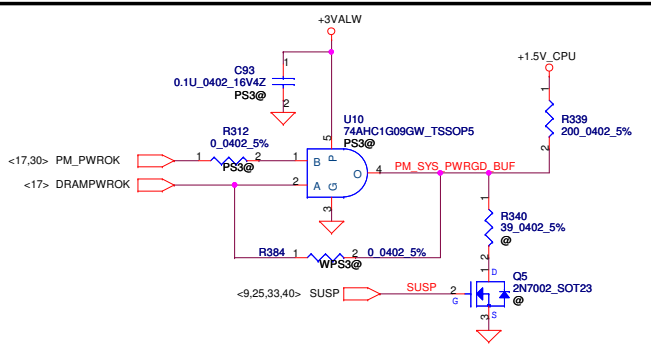 +3VALW
+1.5V_CPU
1
C93
0.1U_0402_16V4Z
PS3@
2
U10
74AHC1G09GW_TSSOP5
PS3@
1
R339
200_0402_5%
2
R312
0_0402_5%
<17,30> PM_PWROK
1
2
PS3@
1
B
P
5
O
4
PM_SYS_PWRGD_BUF
<17> DRAMPWROK
2
A
G
3
1
R340
39_0402_5%
@
2
R384
1
2
0_0402_5%
WPS3@
1
D
Q5
2N7002_SOT23
@
<9,25,33,40> SUSP
SUSP
2
G
3
S